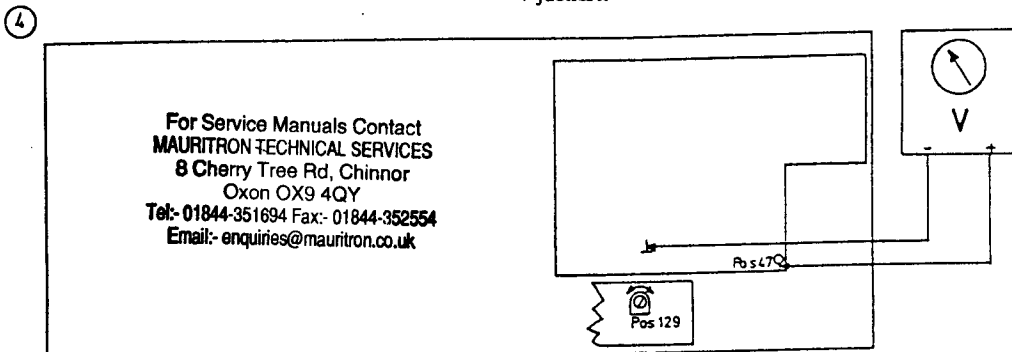 4
For Service Manuals Contact
MAURITRON TECHNICAL SERVICES
8 Cherry Tree Rd, Chinnor
Oxon OX9 4QY
Tel:- 01844-351694 Fax:- 01844-352554
Email:- enquiries@mauritron.co.uk
V
- +
Pos 47
Pos 129